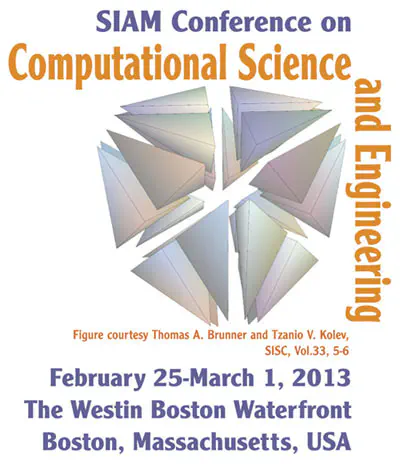 SIAM Conference on
Computational Science
and Engineering
Figure courtesy Thomas A. Brunner and Tzanio V. Kolev,
SISC, Vol.33, 5-6
February 25-March 1, 2013
The Westin Boston Waterfront
Boston, Massachusetts, USA